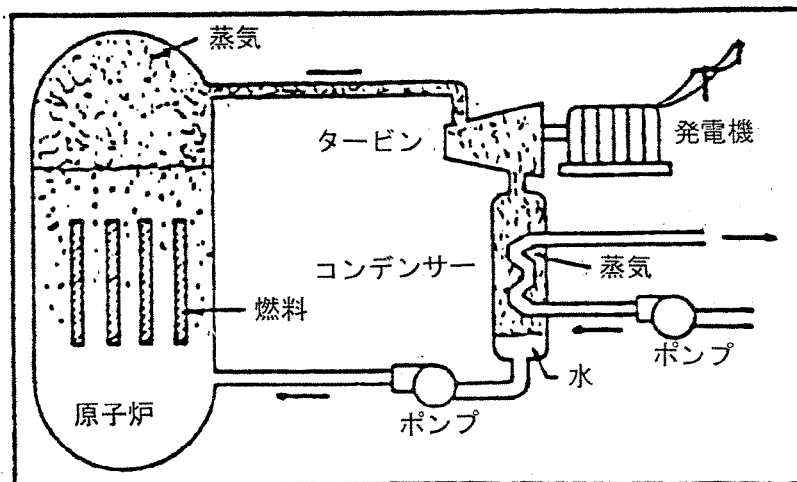 蒸気
タービン
発電機
コンデンサー
蒸気
燃料
ポンプ
水
原子炉
ポンプ